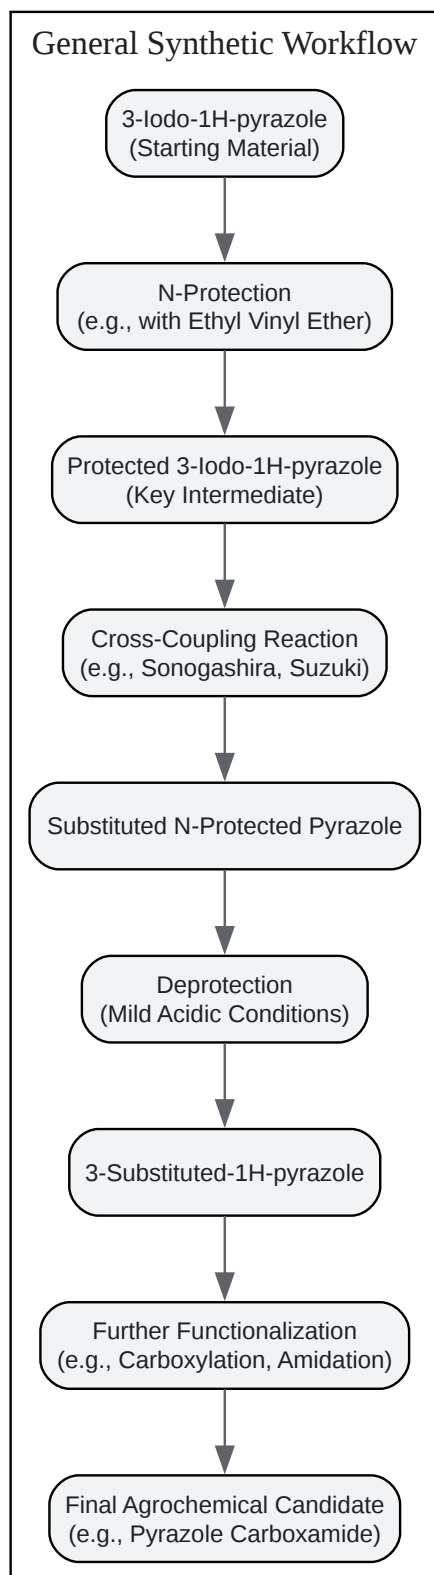 General Synthetic Workflow
3-Iodo-1H-pyrazole
(Starting Material)
N-Protection
(e.g., with Ethyl Vinyl Ether)
Protected 3-Iodo-1H-pyrazole
(Key Intermediate)
Cross-Coupling Reaction
(e.g., Sonogashira, Suzuki)
Substituted N-Protected Pyrazole
Deprotection
(Mild Acidic Conditions)
3-Substituted-1H-pyrazole
Further Functionalization
(e.g., Carboxylation, Amidation)
Final Agrochemical Candidate
(e.g., Pyrazole Carboxamide)